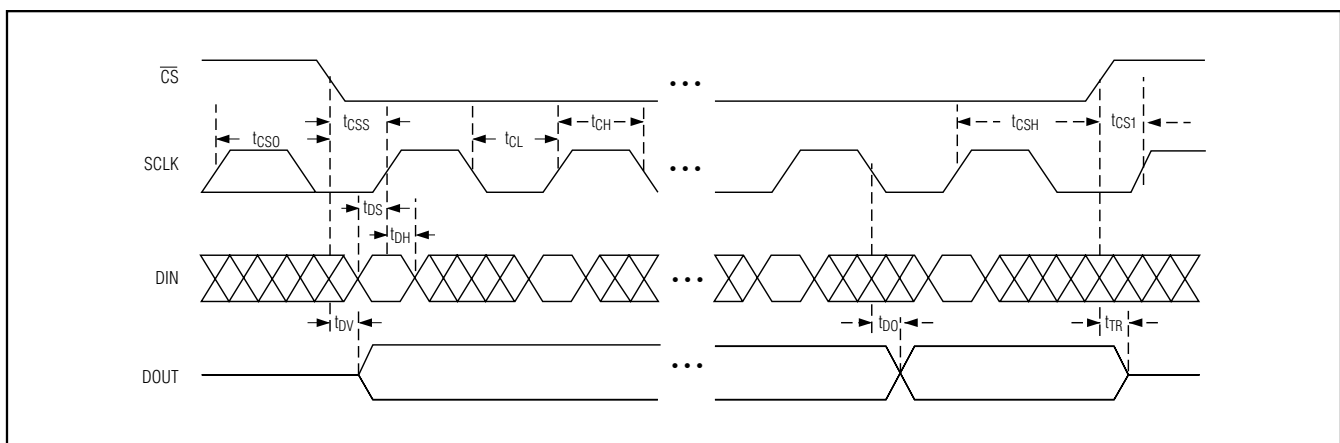 CS
tCSS
tCSO
tCL
tCH
tCSH
tCS1
SCLK
tDS
tDH
DIN
tDV
tDO
tTR
DOUT